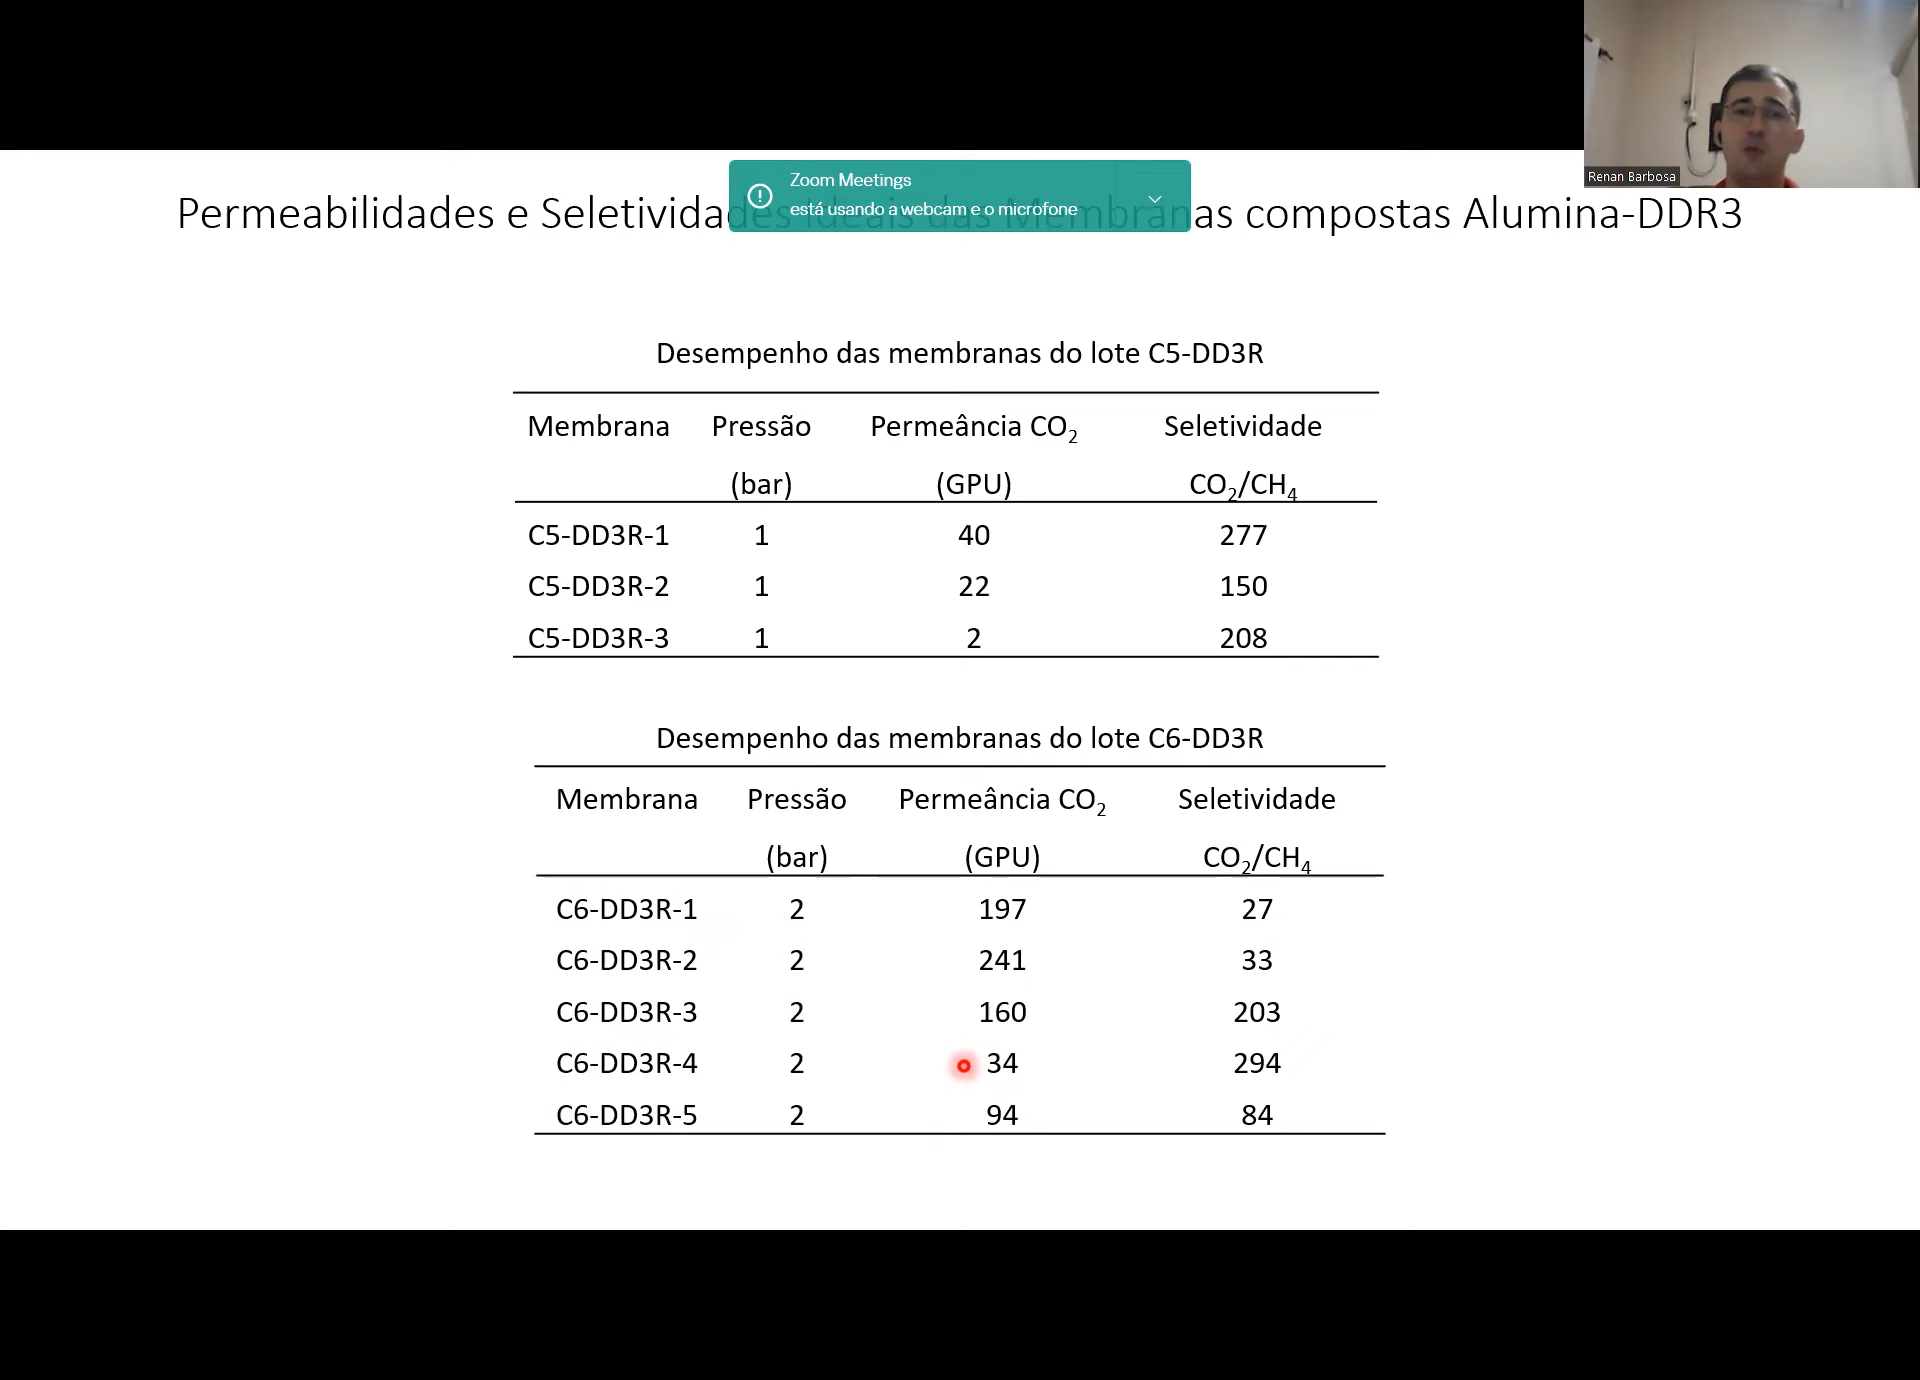 Renan Barbosa
Zoom Meetings
está usando a webcam e o microfone
Permeabilidades e Seletividades Ideais das Membranas compostas Alumina-DDR3
Desempenho das membranas do lote C5-DD3R
Membrana Pressão Permeância CO₂ Seletividade
(bar) (GPU) CO₂/CH₄
C5-DD3R-1 1 40 277
C5-DD3R-2 1 22 150
C5-DD3R-3 1 2 208
Desempenho das membranas do lote C6-DD3R
Membrana Pressão Permeância CO₂ Seletividade
(bar) (GPU) CO₂/CH₄
C6-DD3R-1 2 197 27
C6-DD3R-2 2 241 33
C6-DD3R-3 2 160 203
C6-DD3R-4 2 34 294
C6-DD3R-5 2 94 84